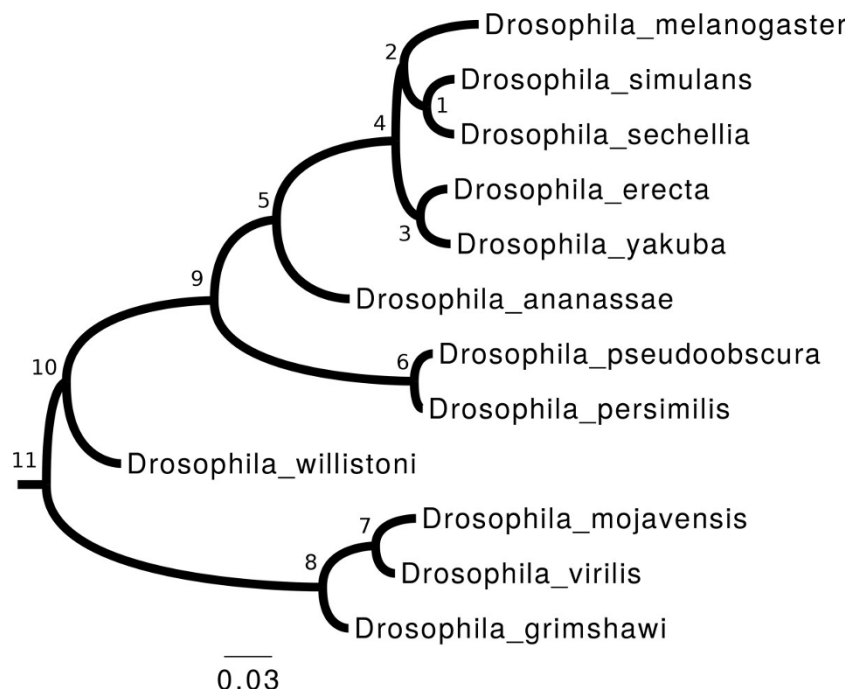 Drosophila_melanogaster
2
Drosophila_simulans
1
4
Drosophila_sechellia
Drosophila_erecta
5
3
Drosophila_yakuba
9
Drosophila_ananassae
6
Drosophila_pseudoobscura
10
Drosophila_persimilis
11
Drosophila_willistoni
7
Drosophila_mojavensis
8
Drosophila_virilis
Drosophila_grimshawi
0.03